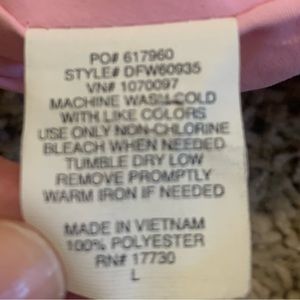 PO# 617960
STYLE# DFW60935
VN# 1070097
MACHINE WASH COLD
WITH LIKE COLORS
USE ONLY NON-CHLORINE
BLEACH WHEN NEEDED
TUMBLE DRY LOW
REMOVE PROMPTLY
WARM IRON IF NEEDED
MADE IN VIETNAM
100% POLYESTER
RN# 17730
L